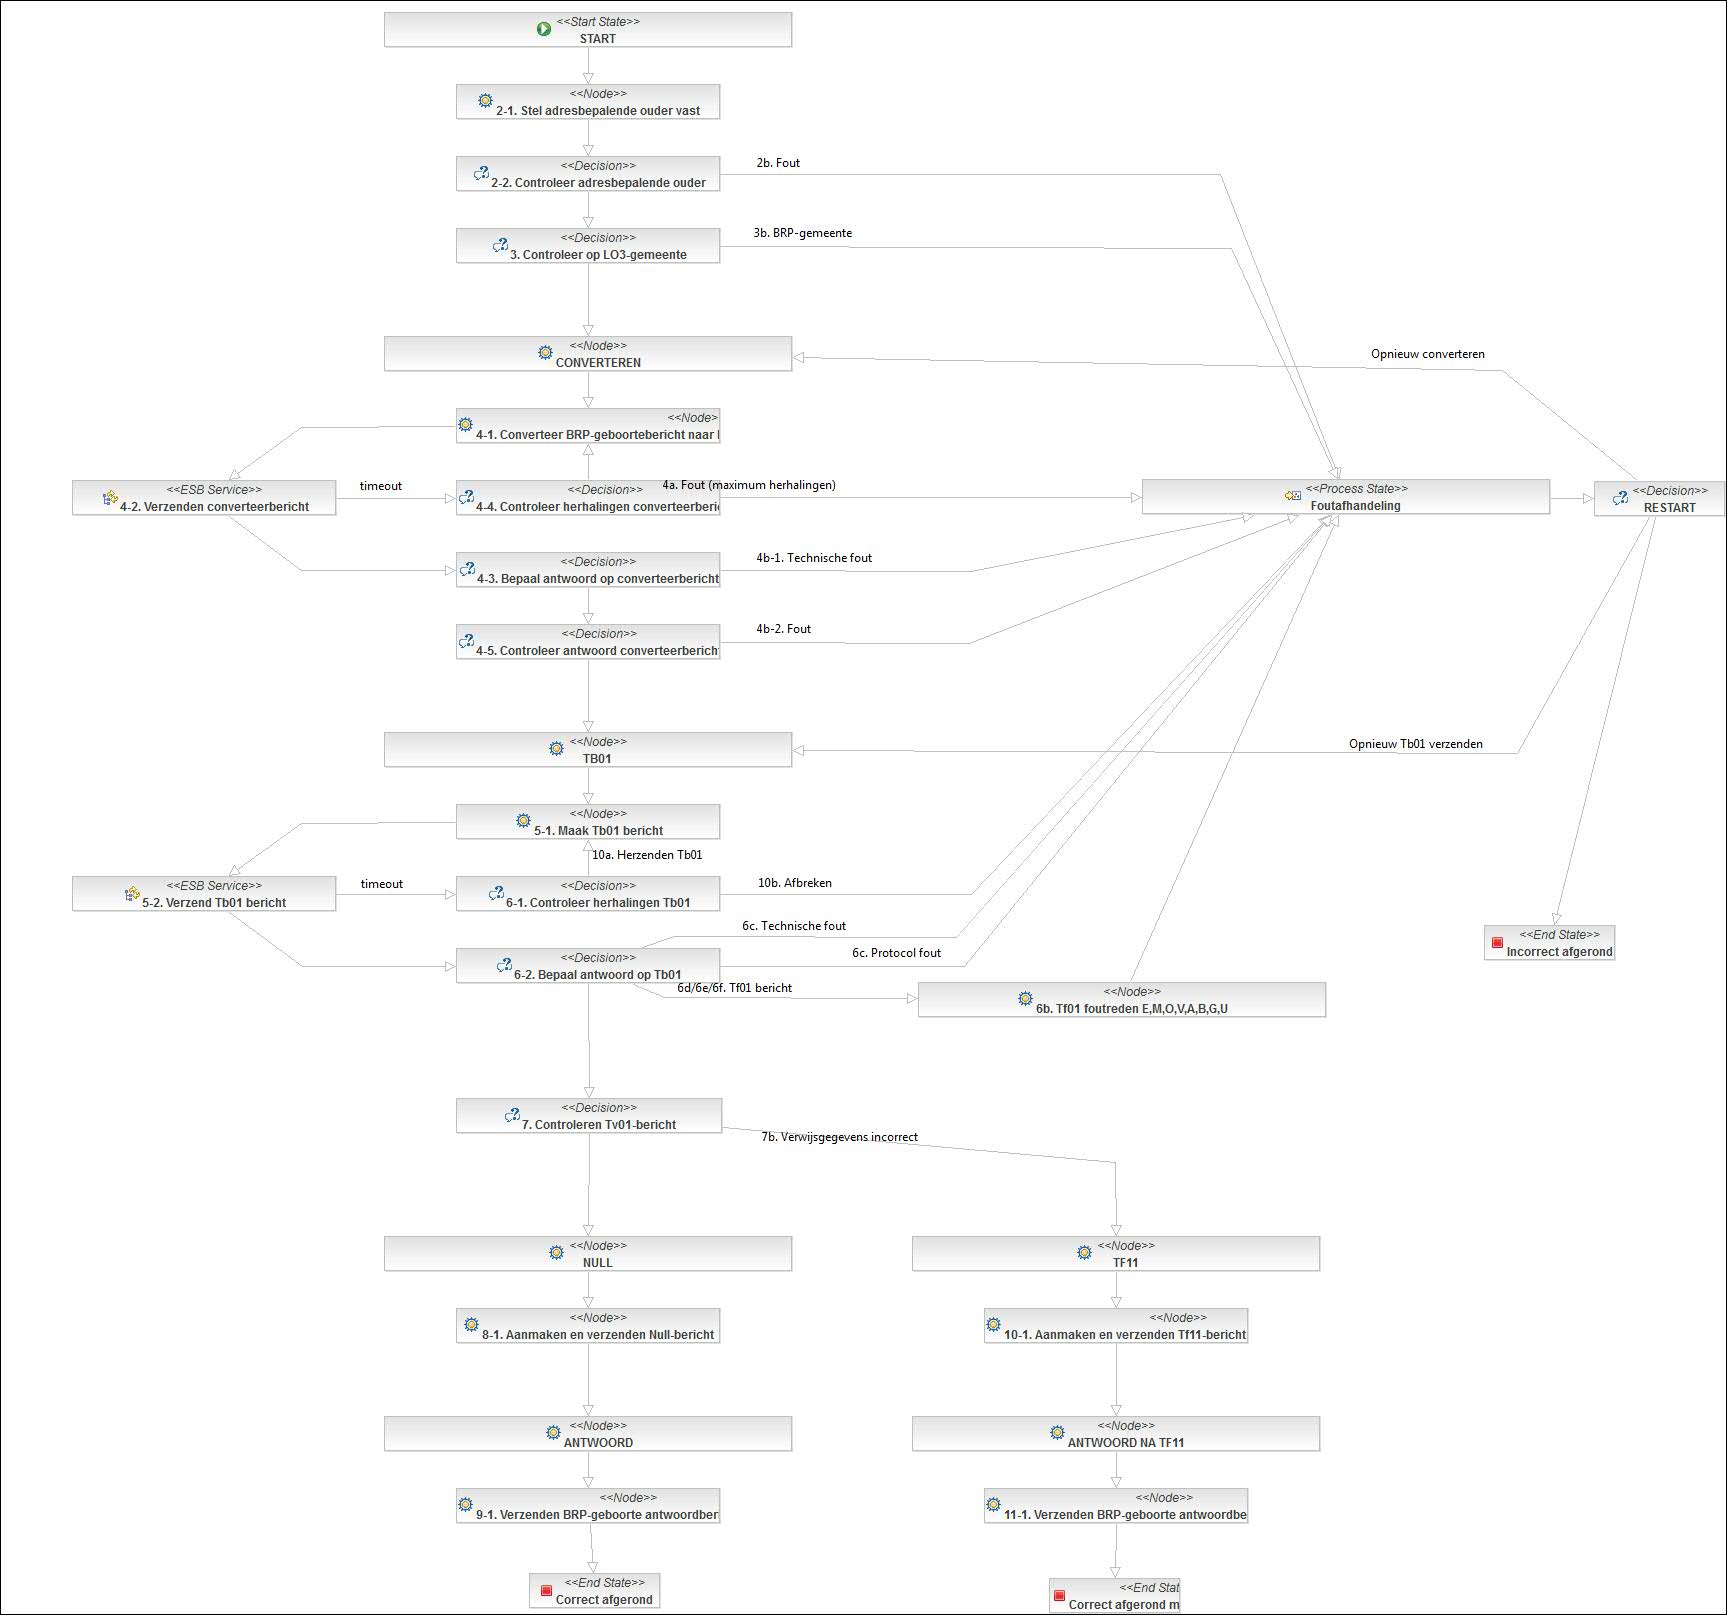 <<Start State>>
START
<<Node>>
2-1. Stel adresbepalende ouder vast
<<Decision>>
2-2. Controleer adresbepalende ouder
2b. Fout
<<Decision>>
3. Controleer op LO3-gemeente
3b. BRP-gemeente
<<Node>>
CONVERTEREN
Opnieuw converteren
<<Node>
4-1. Converteer BRP-geboortebericht naar
<<ESB Service>>
4-2. Verzenden converteerbericht
timeout
<<Decision>>
4-4. Controleer herhalingen converteerberi
4a. Fout (maximum herhalingen)
<<Process State>>
Foutafhandeling
<<Decision>>
RESTART
<<Decision>>
4-3. Bepaal antwoord op converteerbericht
4b-1. Technische fout
<<Decision>>
4-5. Controleer antwoord converteerbericht
4b-2. Fout
<<Node>>
TB01
Opnieuw Tb01 verzenden
<<Node>>
5-1. Maak Tb01 bericht
10a. Herzenden Tb01
<<ESB Service>>
5-2. Verzend Tb01 bericht
timeout
<<Decision>>
6-1. Controleer herhalingen Tb01
10b. Afbreken
6c. Technische fout
<<Decision>>
6-2. Bepaal antwoord op Tb01
6c. Protocol fout
6d/6e/6f. Tf01 bericht
<<End State>>
Incorrect afgerond
<<Node>>
6b. Tf01 foutreden E,M,O,V,A,B,G,U
<<Decision>>
7. Controleren Tv01-bericht
7b. Verwijsgegevens incorrect
<<Node>>
NULL
<<Node>>
TF11
<<Node>>
8-1. Aanmaken en verzenden Null-bericht
<<Node>>
10-1. Aanmaken en verzenden Tf11-bericht
<<Node>>
ANTWOORD
<<Node>>
ANTWOORD NA TF11
<<Node>>
9-1. Verzenden BRP-geboorte antwoordber
<<Node>>
11-1. Verzenden BRP-geboorte antwoordbe
<<End State>>
Correct afgerond
<<End Stat
Correct afgerond m